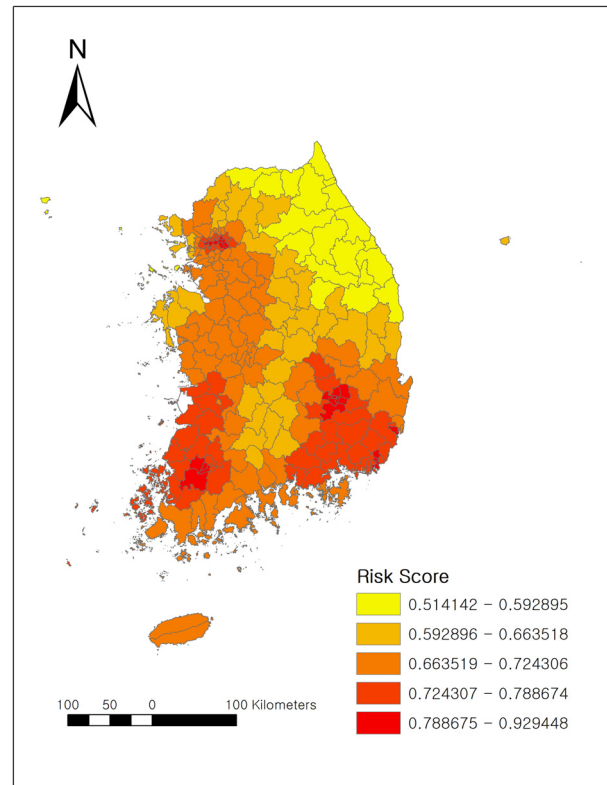 N
Risk Score
0.514142 - 0.592895
0.592896 - 0.663518
0.663519 - 0.724306
0.724307 - 0.788674
0.788675 - 0.929448
100 50 0 100 Kilometers